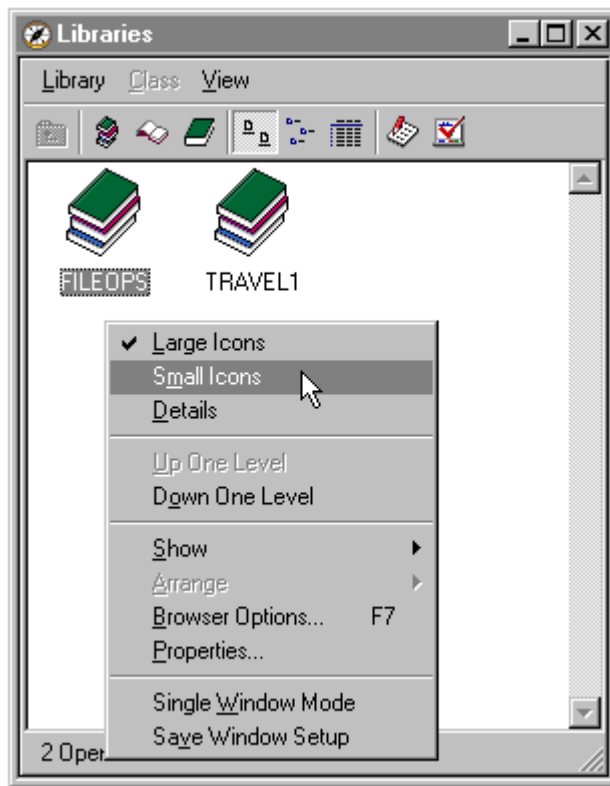 Libraries
Library Class View
FILEOPS TRAVEL1
Large Icons
Small Icons
Details
Up One Level
Down One Level
Show
Arrange
Browser Options... F7
Properties...
Single Window Mode
Save Window Setup
2 Oper